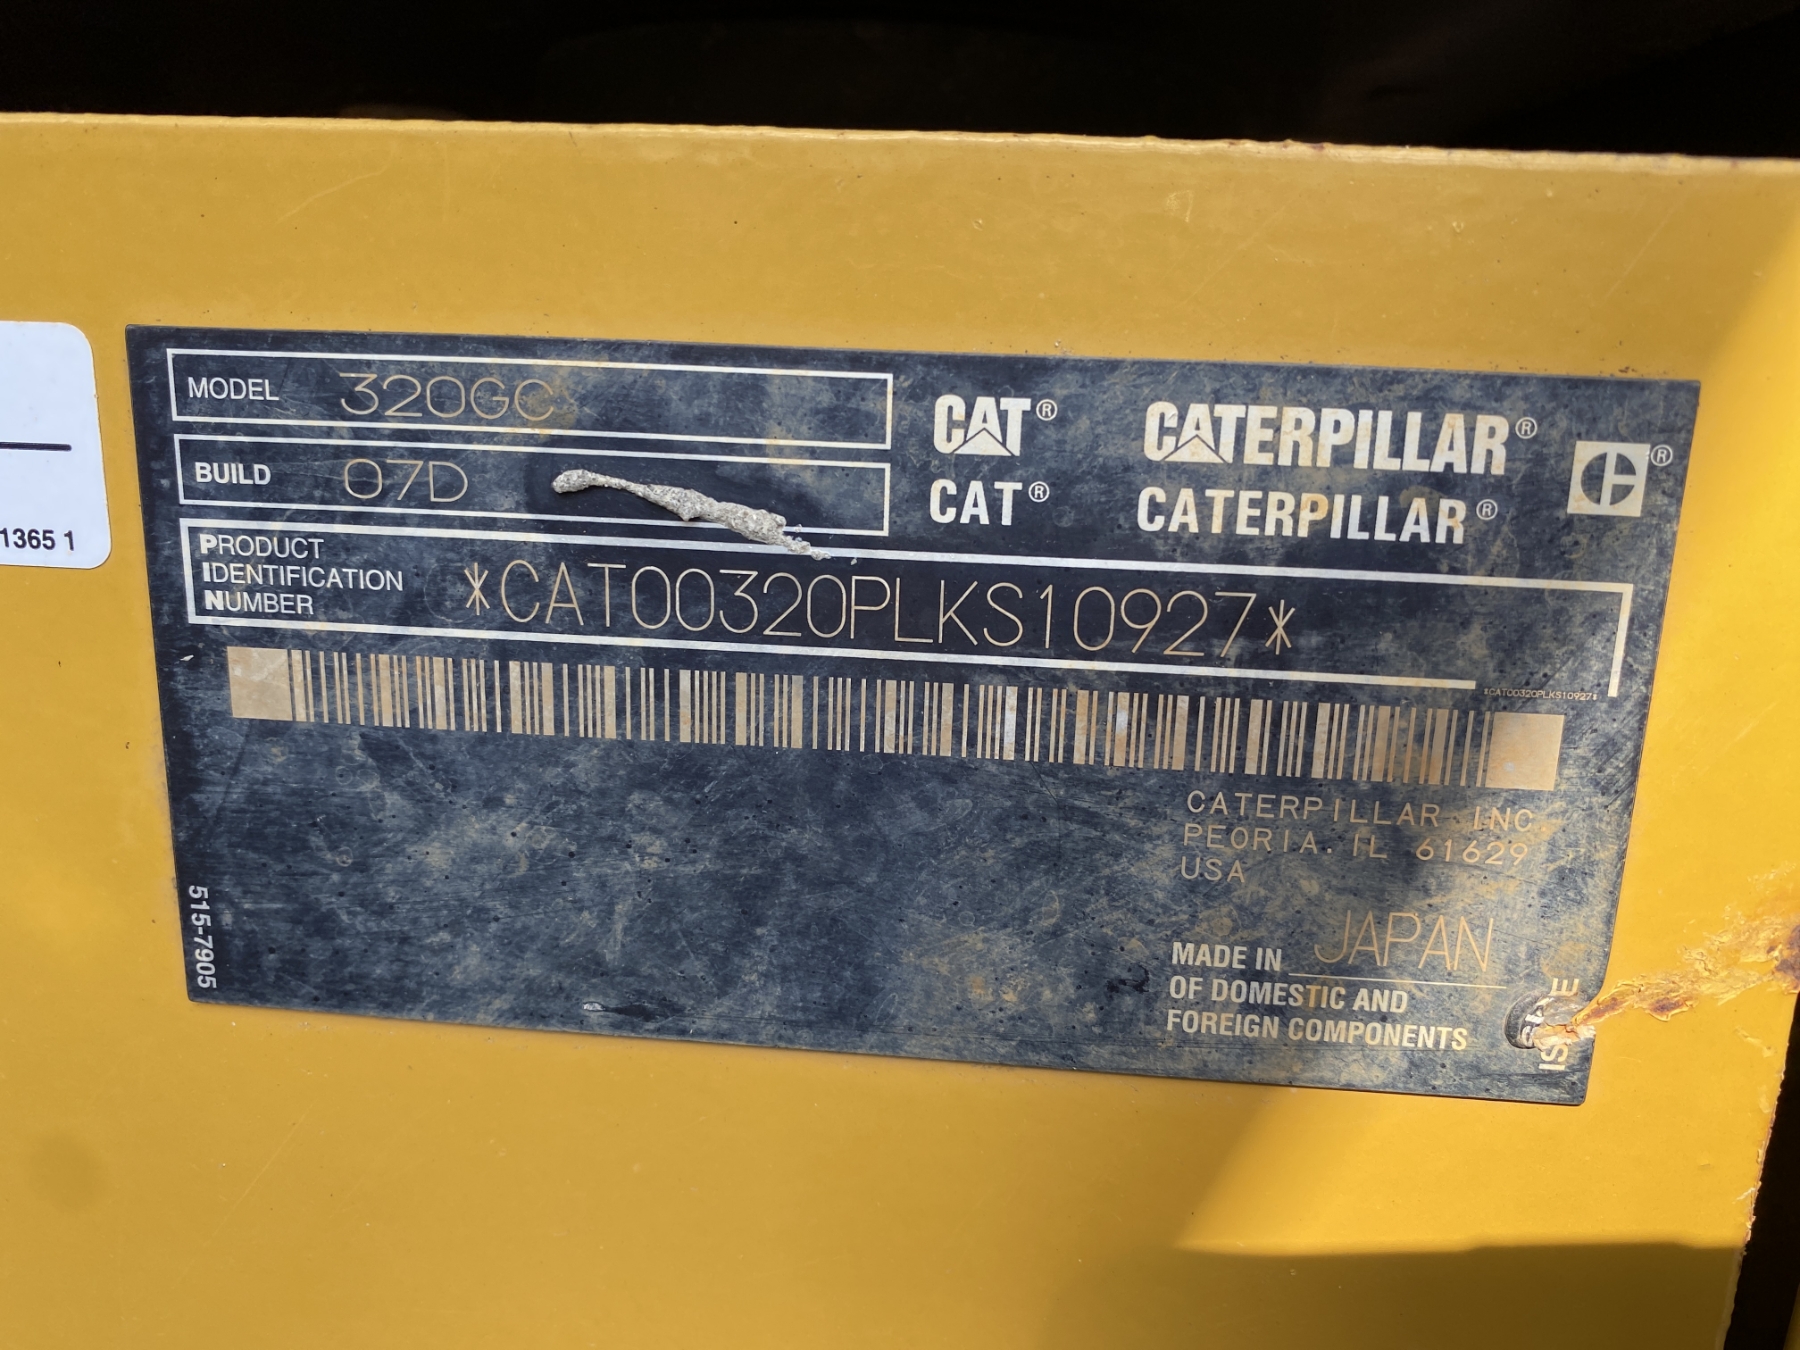 MODEL 320GC
BUILD 07D
CAT® CATERPILLAR® ®
CAT® CATERPILLAR®
PRODUCT
IDENTIFICATION
NUMBER
*CAT00320PLKS10927*
*CAT00320PLKS10927*
CATERPILLAR INC
PEORIA. IL 61629
USA
MADE IN JAPAN
OF DOMESTIC AND
FOREIGN COMPONENTS
515-7905
1365 1